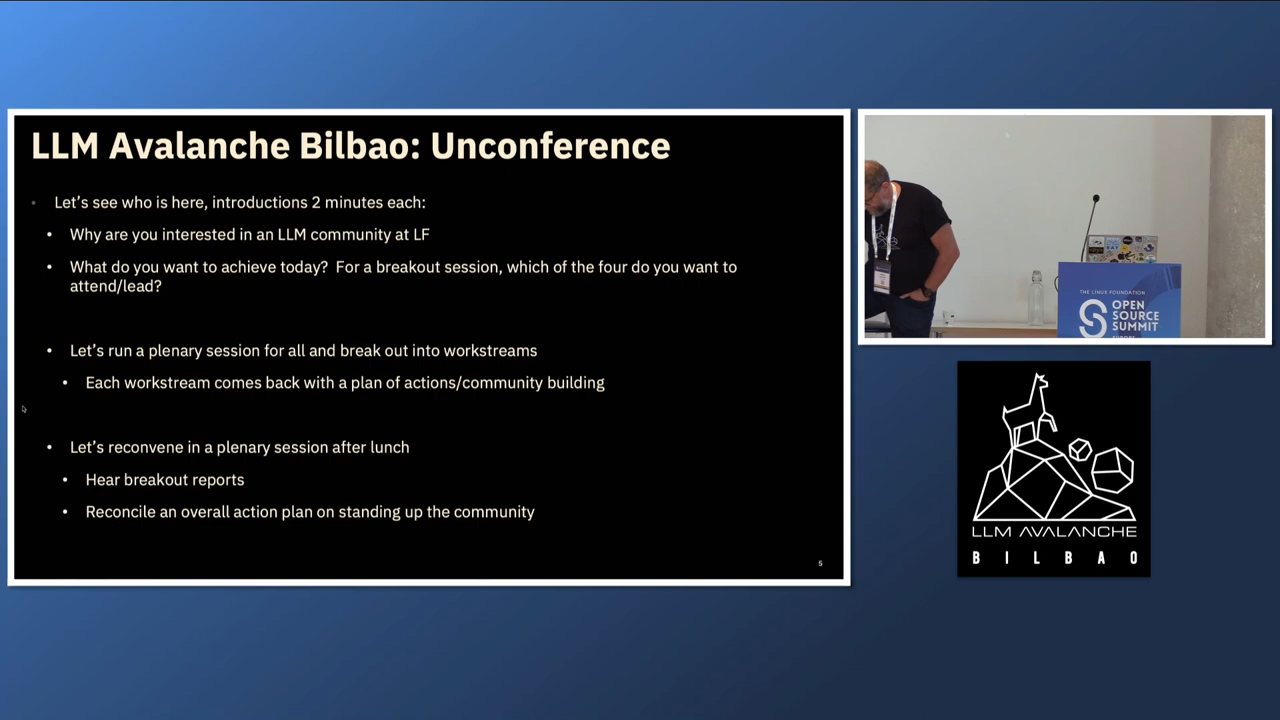 LLM Avalanche Bilbao: Unconference
• Let's see who is here, introductions 2 minutes each:
• Why are you interested in an LLM community at LF
• What do you want to achieve today?  For a breakout session, which of the four do you want to
attend/lead?
• Let's run a plenary session for all and break out into workstreams
• Each workstream comes back with a plan of actions/community building
• Let's reconvene in a plenary session after lunch
• Hear breakout reports
• Reconcile an overall action plan on standing up the community
5
THE LINUX FOUNDATION
OPEN
SOURCE
SUMMIT
LLM AVALANCHE
BILBAO